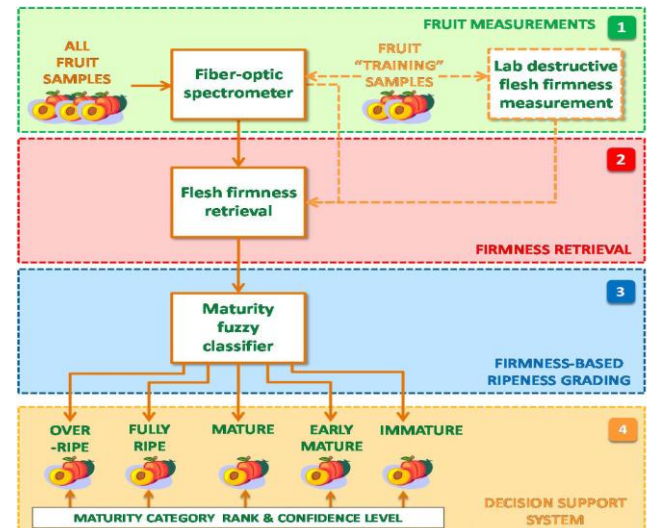 FRUIT MEASUREMENTS
1
ALL
FRUIT
SAMPLES
Fiber-optic
spectrometer
FRUIT
“TRAINING”
SAMPLES
Lab destructive
flesh firmness
measurement
2
Flesh firmness
retrieval
FIRMNESS RETRIEVAL
3
Maturity
fuzzy
classifier
FIRMNESS-BASED
RIPENESS GRADING
4
OVER
-RIPE
FULLY
RIPE
MATURE
EARLY
MATURE
IMMATURE
MATURITY CATEGORY RANK & CONFIDENCE LEVEL
DECISION SUPPORT
SYSTEM